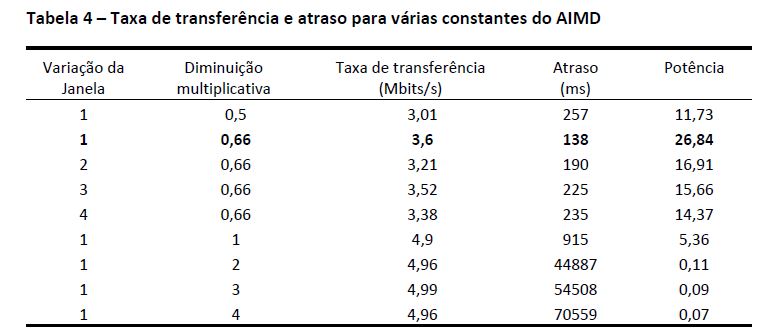 Tabela 4 – Taxa de transferência e atraso para várias constantes do AIMD
Variação da Janela Diminuição multiplicativa Taxa de transferência (Mbits/s) Atraso (ms) Potência
1 0,5 3,01 257 11,73
1 0,66 3,6 138 26,84
2 0,66 3,21 190 16,91
3 0,66 3,52 225 15,66
4 0,66 3,38 235 14,37
1 1 4,9 915 5,36
1 2 4,96 44887 0,11
1 3 4,99 54508 0,09
1 4 4,96 70559 0,07